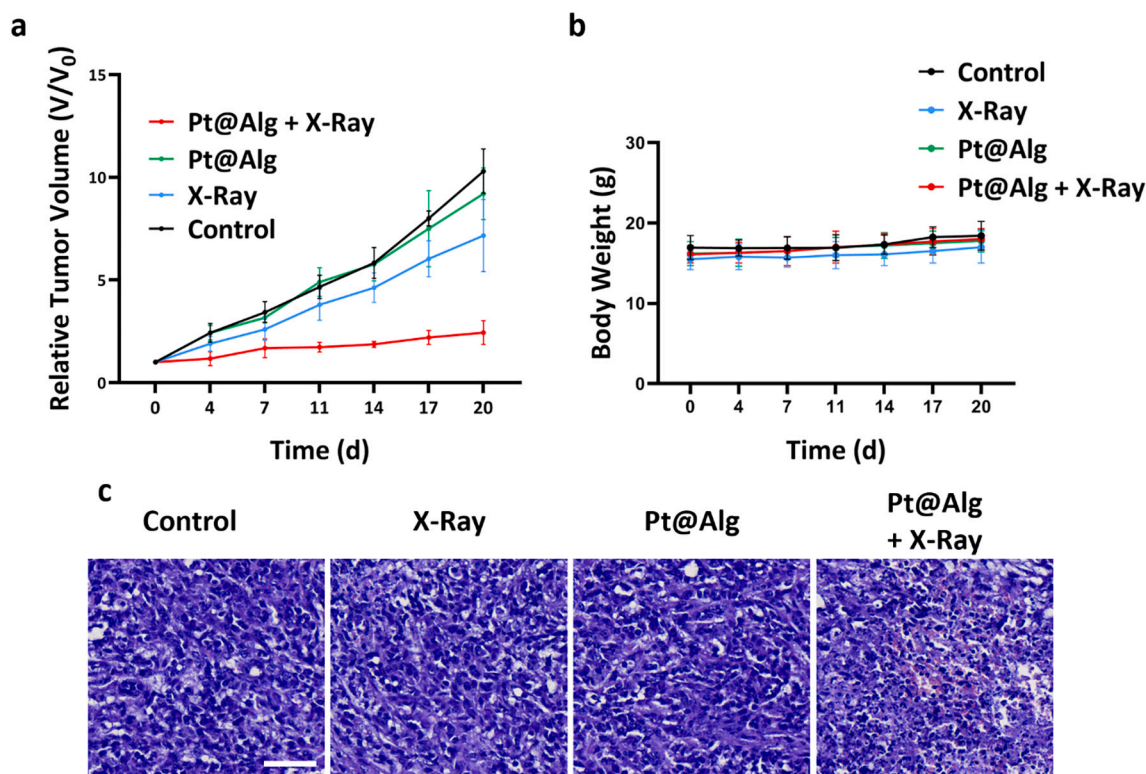 a
Relative Tumor Volume (V/V₀)
15
10
5
0
Pt@Alg + X-Ray
Pt@Alg
X-Ray
Control
0 4 7 11 14 17 20
Time (d)
b
Control
X-Ray
Pt@Alg
Pt@Alg + X-Ray
Body Weight (g)
30
20
10
0
0 4 7 11 14 17 20
Time (d)
c
Control
X-Ray
Pt@Alg
Pt@Alg
+ X-Ray